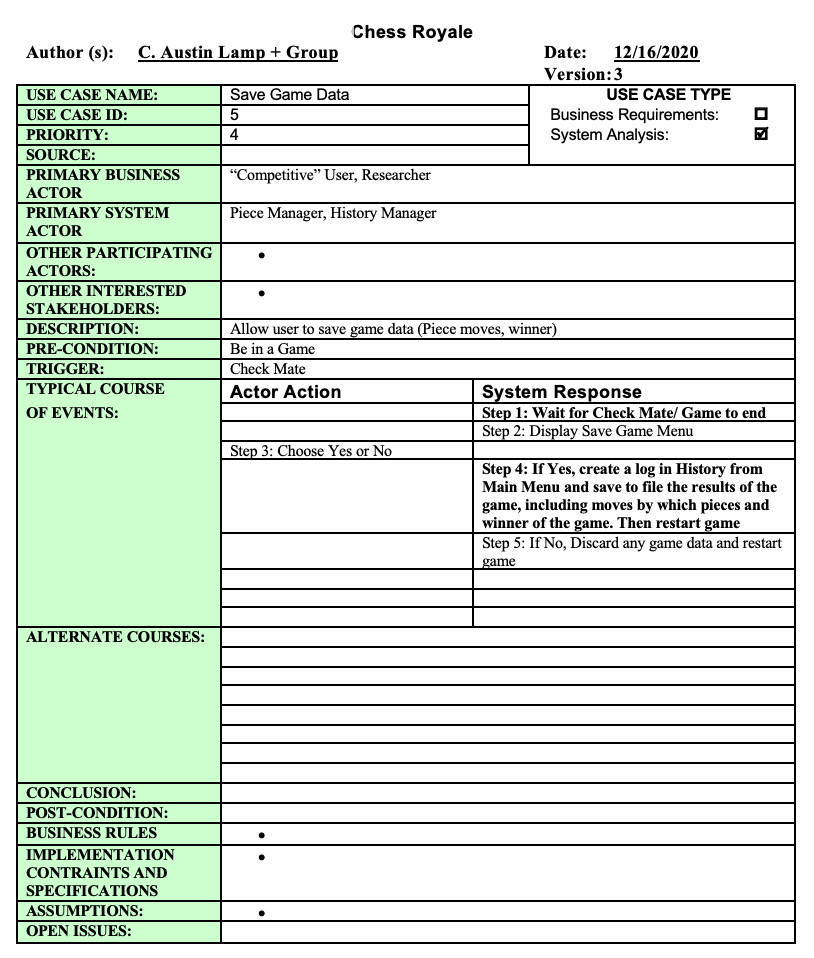 Chess Royale
Author (s): C. Austin Lamp + Group Date: 12/16/2020
Version: 3
USE CASE NAME: Save Game Data USE CASE TYPE
USE CASE ID: 5 Business Requirements: ☐
PRIORITY: 4 System Analysis: ☑
SOURCE:
PRIMARY BUSINESS “Competitive” User, Researcher
ACTOR
PRIMARY SYSTEM Piece Manager, History Manager
ACTOR
OTHER PARTICIPATING •
ACTORS:
OTHER INTERESTED •
STAKEHOLDERS:
DESCRIPTION: Allow user to save game data (Piece moves, winner)
PRE-CONDITION: Be in a Game
TRIGGER: Check Mate
TYPICAL COURSE Actor Action System Response
OF EVENTS: Step 1: Wait for Check Mate/ Game to end
Step 2: Display Save Game Menu
Step 3: Choose Yes or No
Step 4: If Yes, create a log in History from
Main Menu and save to file the results of the
game, including moves by which pieces and
winner of the game. Then restart game
Step 5: If No, Discard any game data and restart
game
ALTERNATE COURSES:
CONCLUSION:
POST-CONDITION:
BUSINESS RULES •
IMPLEMENTATION •
CONTRAINTS AND
SPECIFICATIONS
ASSUMPTIONS: •
OPEN ISSUES: